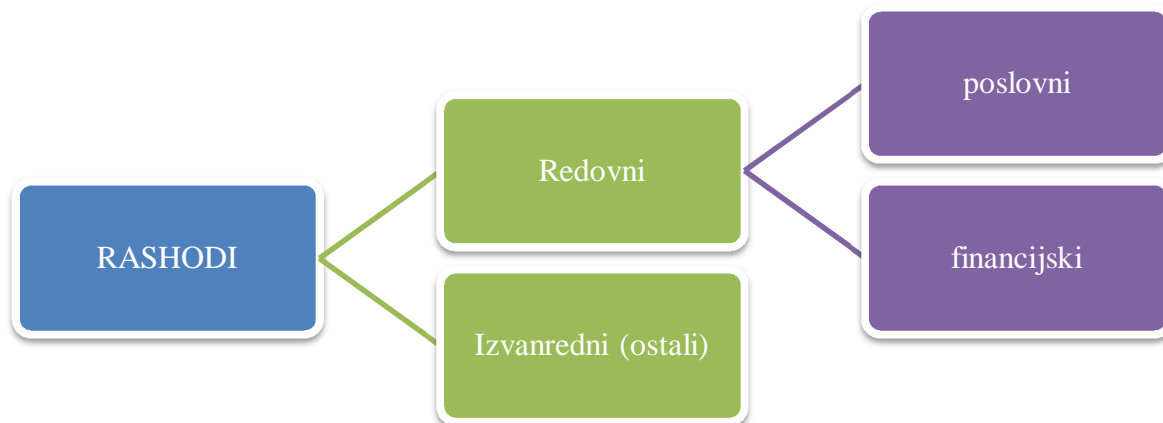 RASHODI
Redovni
Izvanredni (ostali)
poslovni
financijski